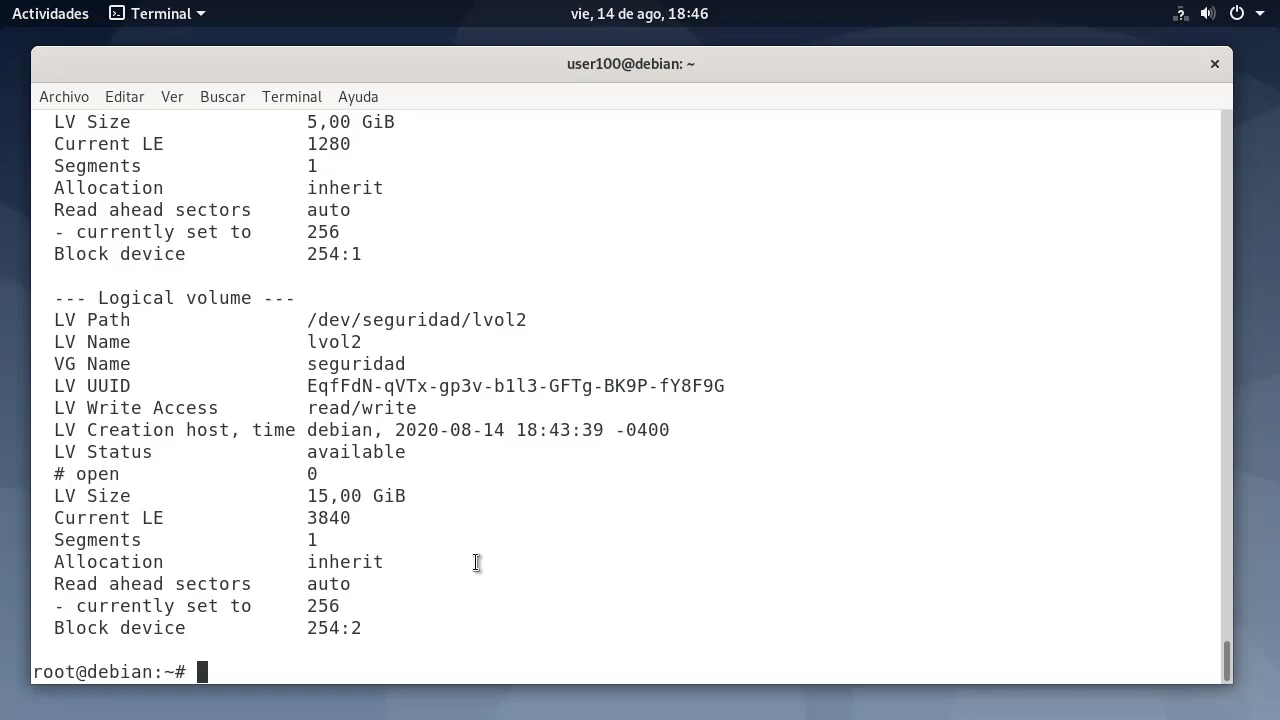 Actividades Terminal vie, 14 de ago, 18:46
user100@debian: ~
Archivo Editar Ver Buscar Terminal Ayuda
LV Size 5,00 GiB
Current LE 1280
Segments 1
Allocation inherit
Read ahead sectors auto
- currently set to 256
Block device 254:1
--- Logical volume ---
LV Path /dev/seguridad/lvol2
LV Name lvol2
VG Name seguridad
LV UUID EqfFdN-qVTx-gp3v-b1l3-GFTg-BK9P-fY8F9G
LV Write Access read/write
LV Creation host, time debian, 2020-08-14 18:43:39 -0400
LV Status available
# open 0
LV Size 15,00 GiB
Current LE 3840
Segments 1
Allocation inherit
Read ahead sectors auto
- currently set to 256
Block device 254:2
root@debian:~#